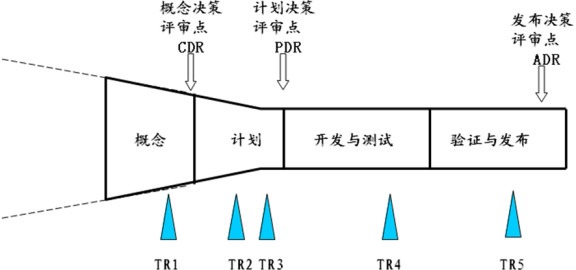 概念决策
评审点
CDR
计划决策
评审点
PDR
发布决策
评审点
ADR
概念
计划
开发与测试
验证与发布
TR1
TR2
TR3
TR4
TR5